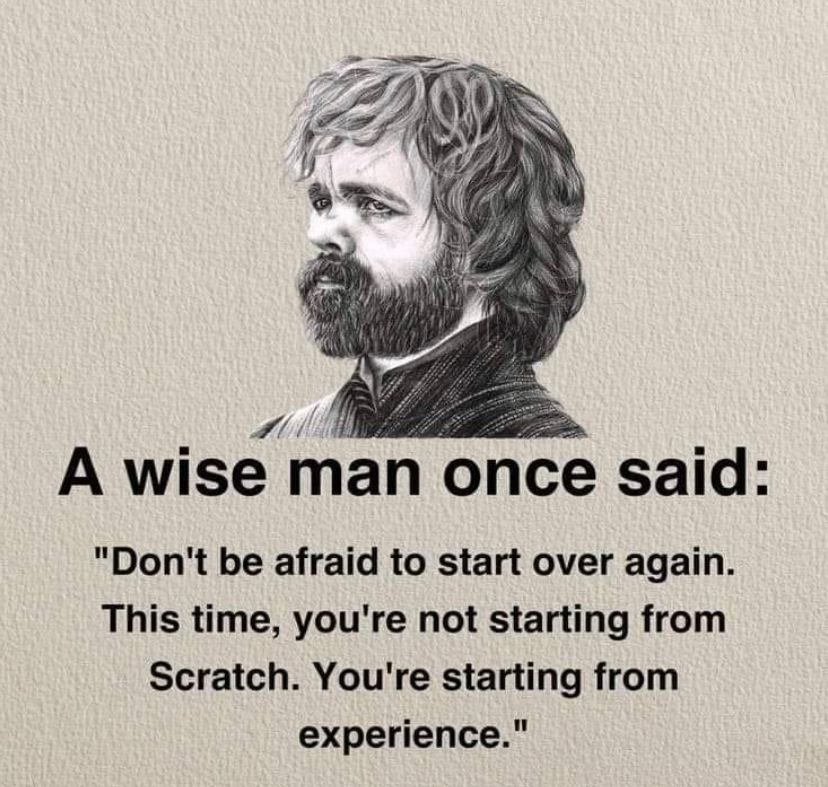 A wise man once said:
"Don't be afraid to start over again.
This time, you're not starting from
Scratch. You're starting from
experience."